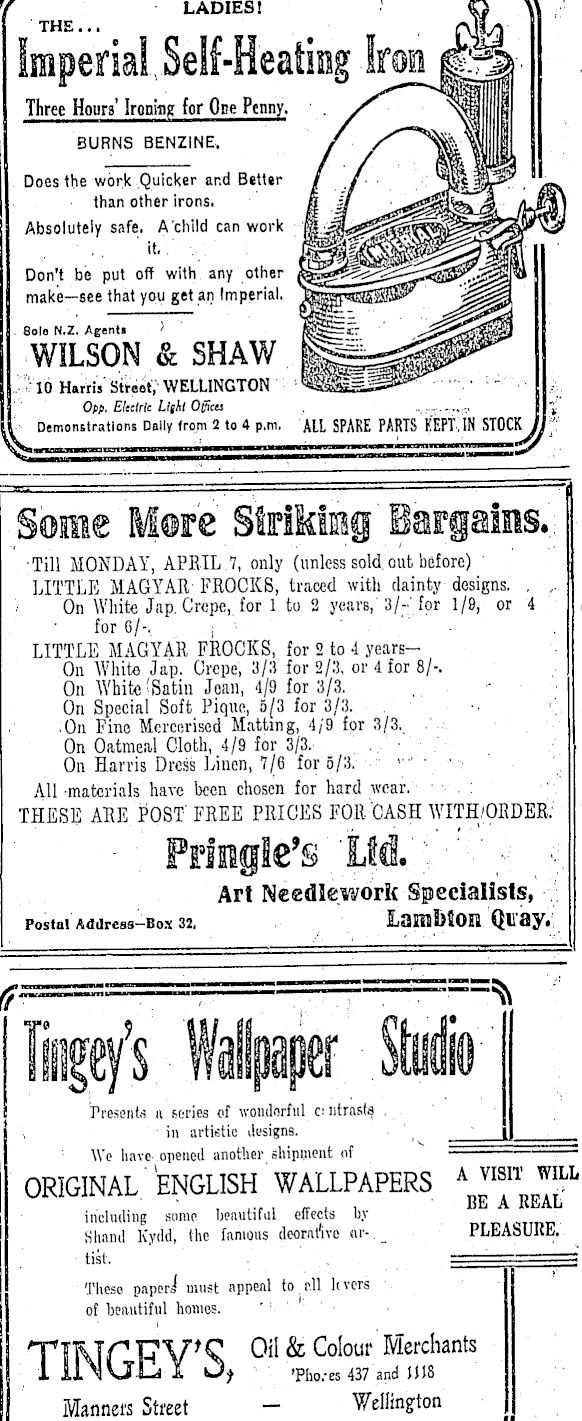 LADIES!
THE...
Imperial Self-Heating Iron
Three Hours' Ironing for One Penny.
BURNS BENZINE.
Does the work Quicker and Better
than other irons.
Absolutely safe. A child can work
it.
Don't be put off with any other
make—see that you get an Imperial.
Sole N.Z. Agents
WILSON & SHAW
10 Harris Street, WELLINGTON
Opp. Electric Light Offices
Demonstrations Daily from 2 to 4 p.m.
IMPERIAL
ALL SPARE PARTS KEPT IN STOCK
Some More Striking Bargains.
Till MONDAY, APRIL 7, only (unless sold out before)
LITTLE MAGYAR FROCKS, traced with dainty designs.
On White Jap. Crepe, for 1 to 2 years, 3/- for 1/9, or 4
for 6/-.
LITTLE MAGYAR FROCKS, for 2 to 4 years—
On White Jap. Crepe, 3/3 for 2/3, or 4 for 8/-.
On White Satin Jean, 4/9 for 3/3.
On Special Soft Pique, 5/3 for 3/3.
On Fine Mercerised Matting, 4/9 for 3/3.
On Oatmeal Cloth, 4/9 for 3/3.
On Harris Dress Linen, 7/6 for 5/3.
All materials have been chosen for hard wear.
THESE ARE POST FREE PRICES FOR CASH WITH ORDER.
Pringle's Ltd.
Art Needlework Specialists,
Postal Address—Box 32. Lambton Quay.
Tingey's Wallpaper Studio
Presents a series of wonderful contrasts
in artistic designs.
We have opened another shipment of
ORIGINAL ENGLISH WALLPAPERS
including some beautiful effects by
Shand Kydd, the famous deorative ar-
tist.
These papers must appeal to all lovers
of beautiful homes.
A VISIT WILL
BE A REAL
PLEASURE.
TINGEY'S, Oil & Colour Merchants
'Phones 437 and 1118
Manners Street — Wellington